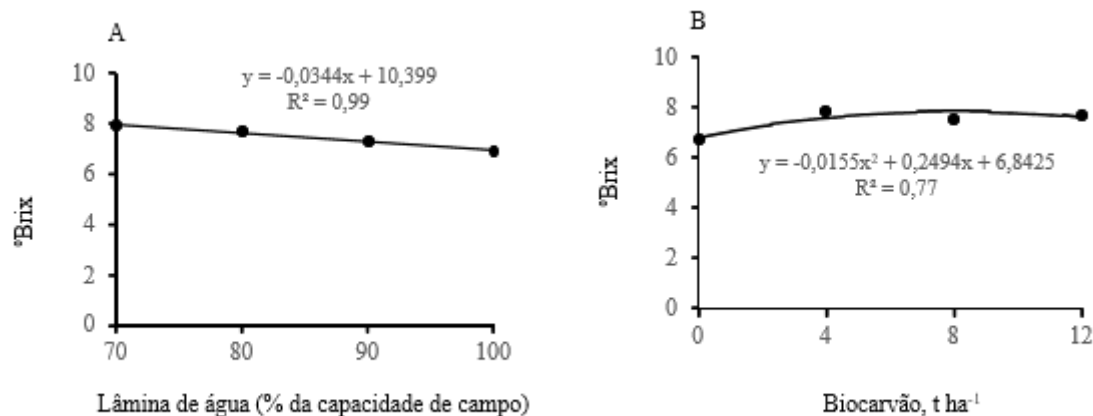 A
y = -0,0344x + 10,399
R² = 0,99
10
8
6
4
2
0
70 80 90 100
ºBrix
Lâmina de água (% da capacidade de campo)
B
10
8
6
4
2
0
y = -0,0155x² + 0,2494x + 6,8425
R² = 0,77
0 4 8 12
ºBrix
Biocarvão, t ha⁻¹